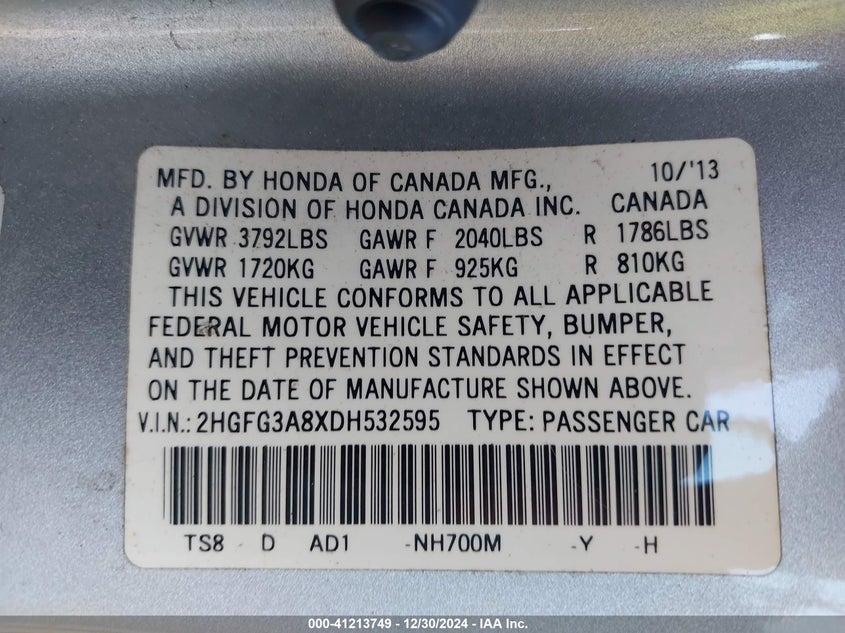 MFD. BY HONDA OF CANADA MFG., 10/'13
A DIVISION OF HONDA CANADA INC. CANADA
GVWR 3792LBS GAWR F 2040LBS R 1786LBS
GVWR 1720KG GAWR F 925KG R 810KG
THIS VEHICLE CONFORMS TO ALL APPLICABLE
FEDERAL MOTOR VEHICLE SAFETY, BUMPER,
AND THEFT PREVENTION STANDARDS IN EFFECT
ON THE DATE OF MANUFACTURE SHOWN ABOVE.
V.I.N.: 2HGFG3A8XDH532595 TYPE: PASSENGER CAR
TS8 D AD1 -NH700M -Y -H
000-41213749 - 12/30/2024 - IAA Inc.